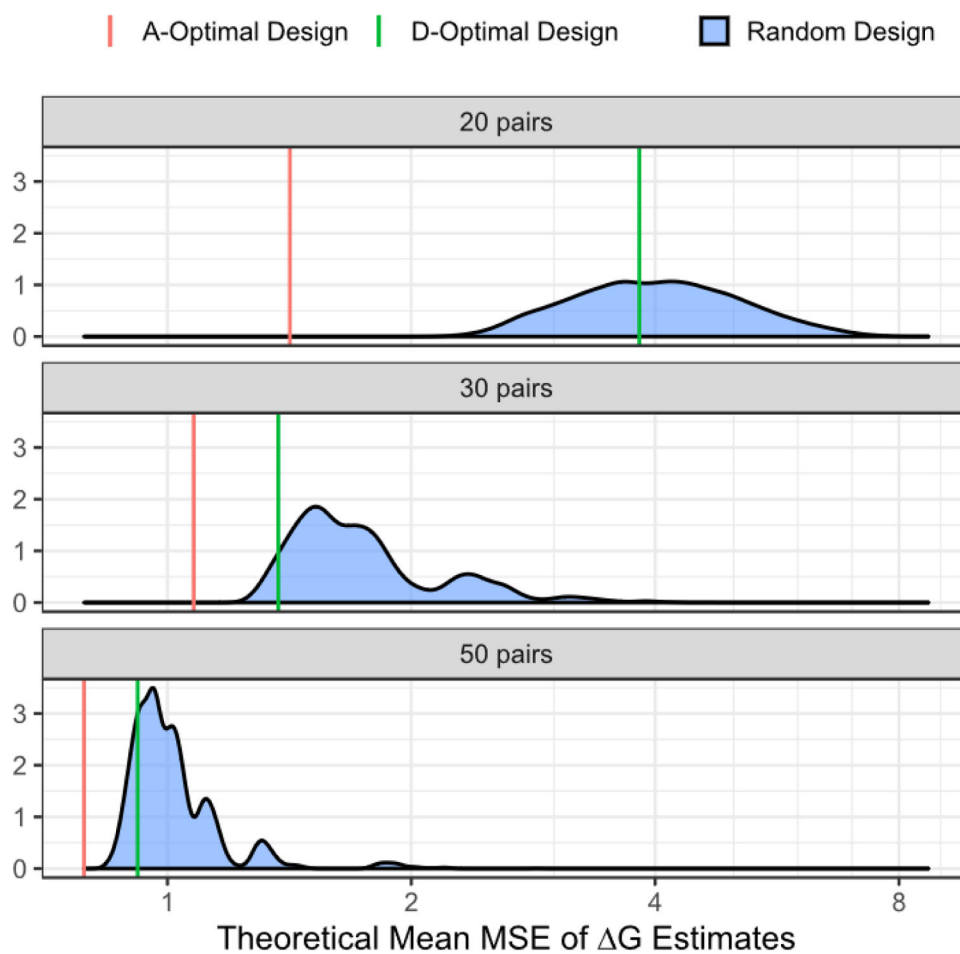 A-Optimal Design D-Optimal Design Random Design
20 pairs
3
2
1
0
30 pairs
3
2
1
0
50 pairs
3
2
1
0
1 2 4 8
Theoretical Mean MSE of ΔG Estimates